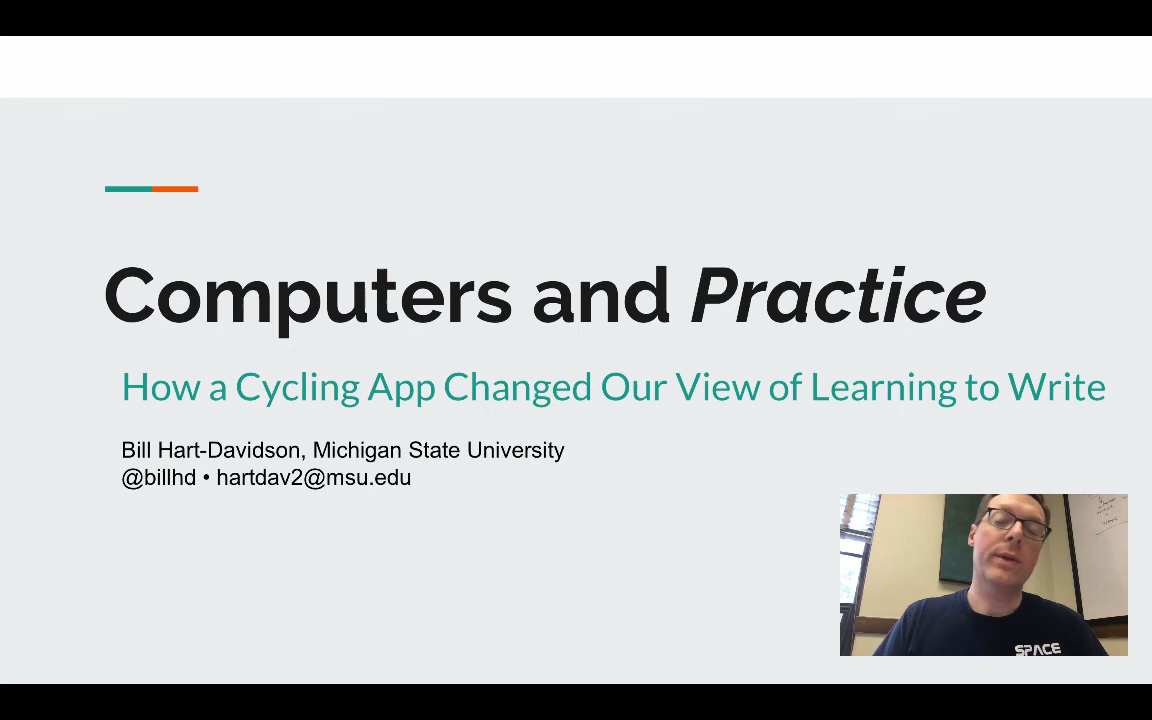 Computers and Practice
How a Cycling App Changed Our View of Learning to Write
Bill Hart-Davidson, Michigan State University
@billhd • hartdav2@msu.edu
SPACE